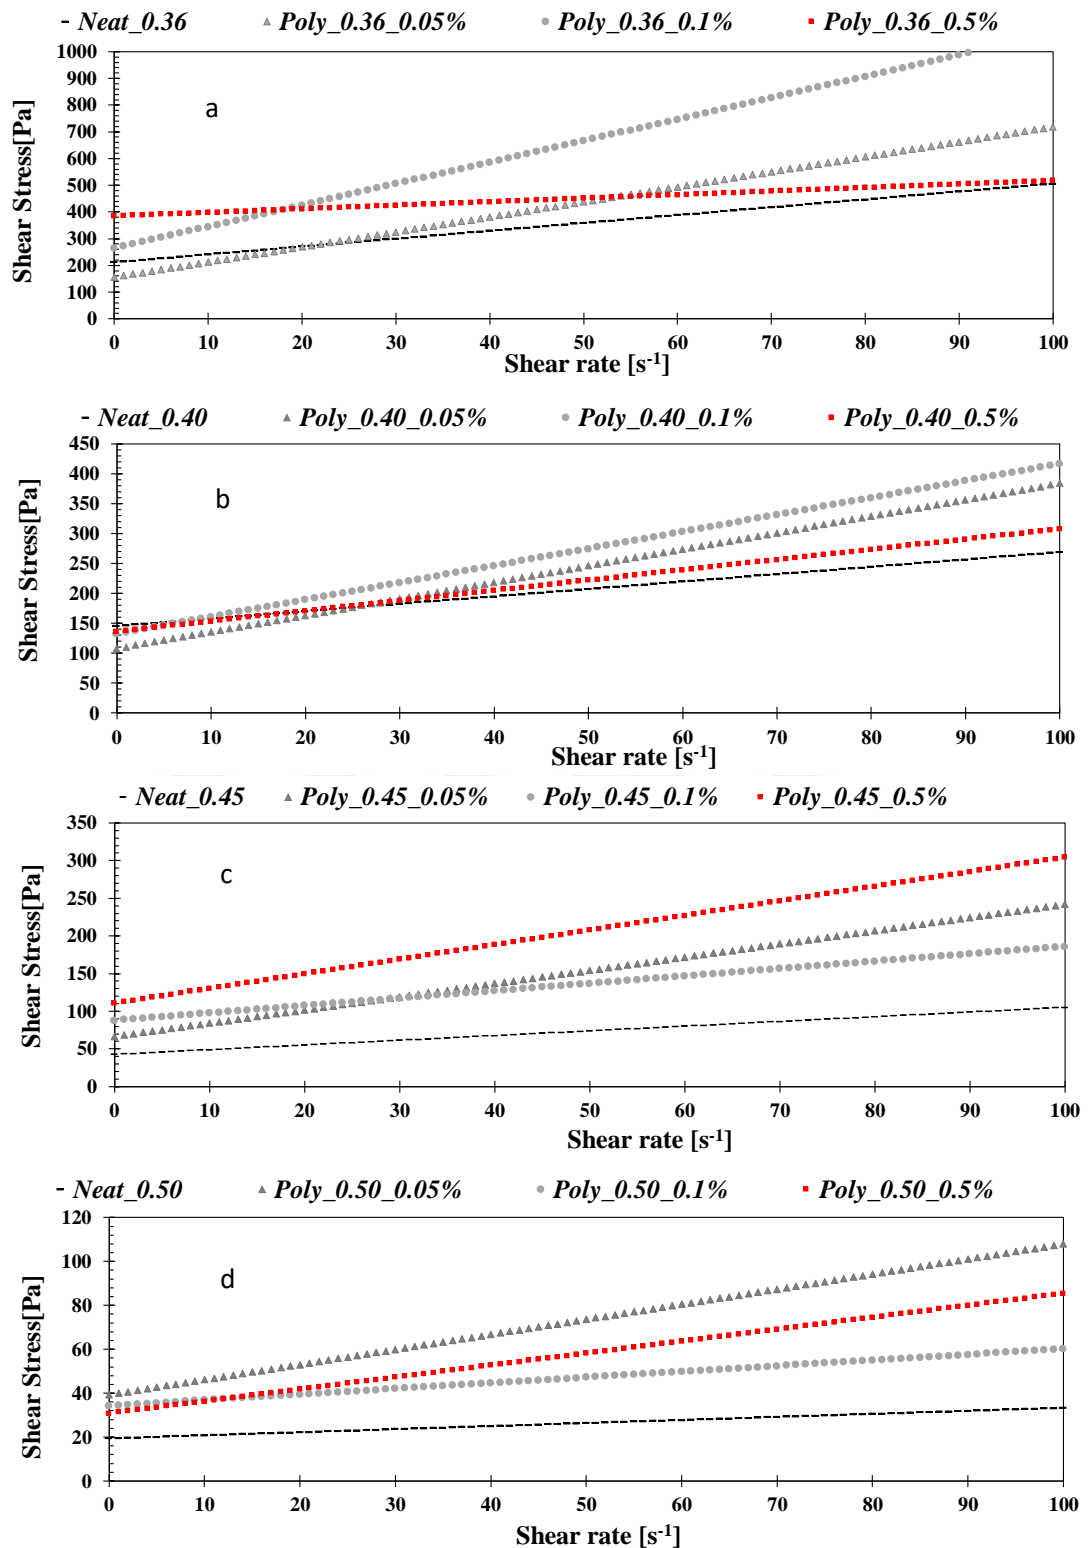 - Neat_0.36 Poly_0.36_0.05% Poly_0.36_0.1% Poly_0.36_0.5%
1000
900
800
700
600
500
400
300
200
100
0
a
Shear Stress[Pa]
0 10 20 30 40 50 60 70 80 90 100
Shear rate [s-1]
- Neat_0.40 Poly_0.40_0.05% Poly_0.40_0.1% Poly_0.40_0.5%
450
400
350
300
250
200
150
100
50
0
b
Shear Stress[Pa]
0 10 20 30 40 50 60 70 80 90 100
Shear rate [s-1]
- Neat_0.45 Poly_0.45_0.05% Poly_0.45_0.1% Poly_0.45_0.5%
350
300
250
200
150
100
50
0
c
Shear Stress[Pa]
0 10 20 30 40 50 60 70 80 90 100
Shear rate [s-1]
- Neat_0.50 Poly_0.50_0.05% Poly_0.50_0.1% Poly_0.50_0.5%
120
100
80
60
40
20
0
d
Shear Stress[Pa]
0 10 20 30 40 50 60 70 80 90 100
Shear rate [s-1]